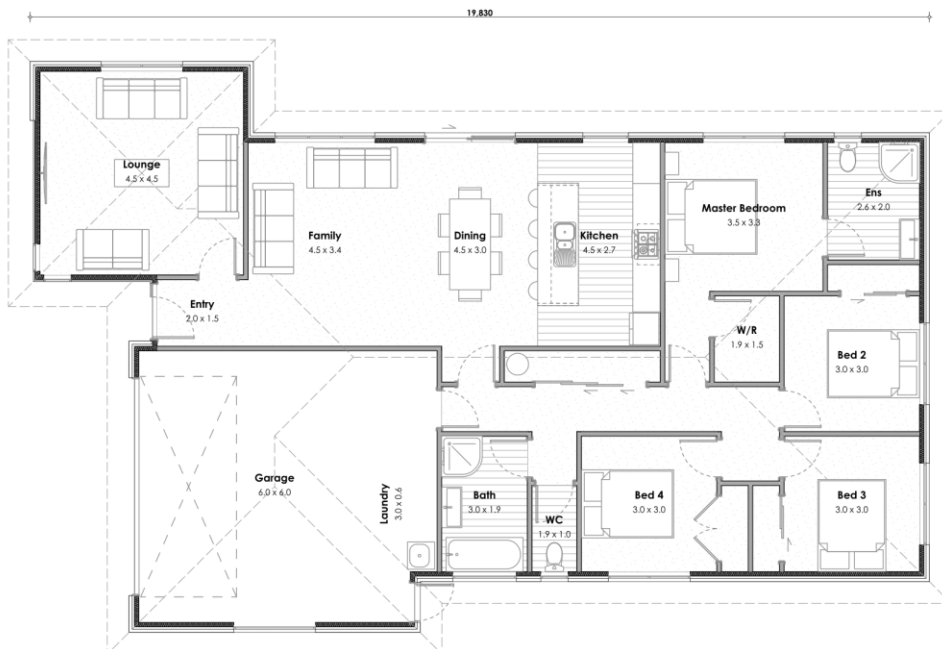 19,830
Lounge
4.5 x 4.5
Family
4.5 x 3.4
Dining
4.5 x 3.0
Kitchen
4.5 x 2.7
Master Bedroom
3.5 x 3.3
Ens
2.6 x 2.0
Entry
2.0 x 1.5
W/R
1.9 x 1.5
Bed 2
3.0 x 3.0
Garage
6.0 x 6.0
Laundry
3.0 x 0.6
Bath
3.0 x 1.9
WC
1.9 x 1.0
Bed 4
3.0 x 3.0
Bed 3
3.0 x 3.0